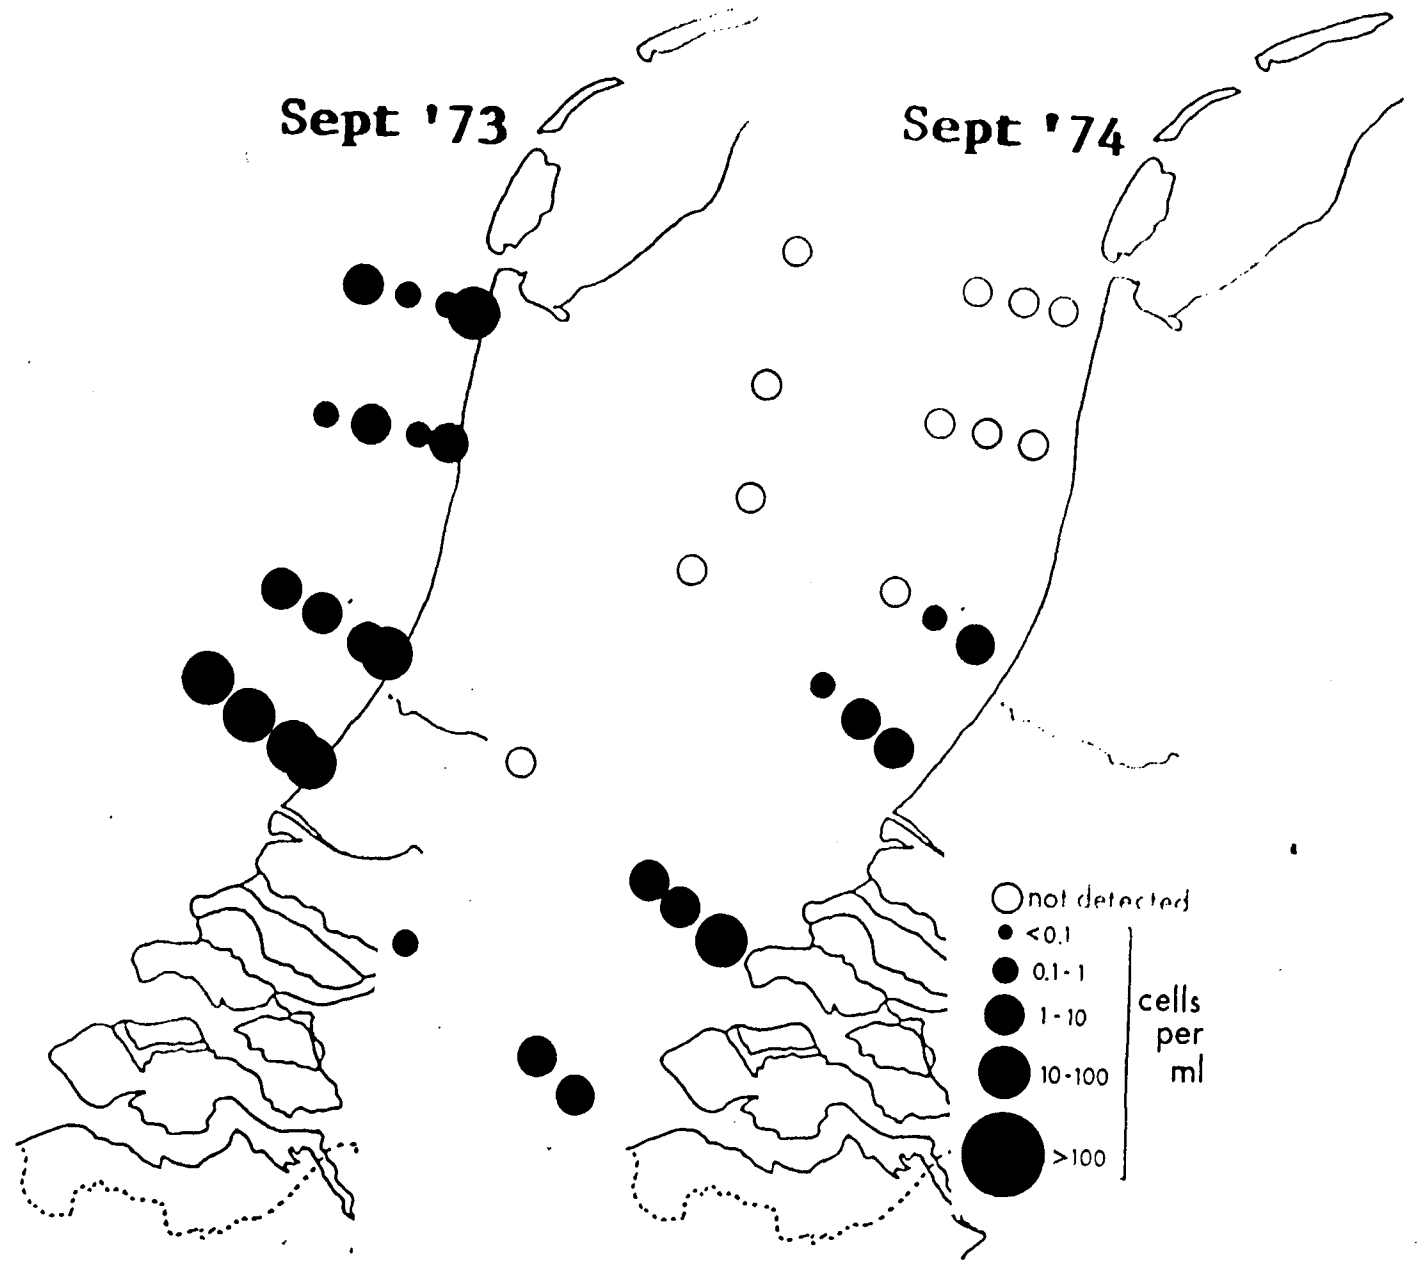 Sept '73
Sept '74
not detected
<0.1
0.1-1
1-10
10-100
>100
cells
per
ml